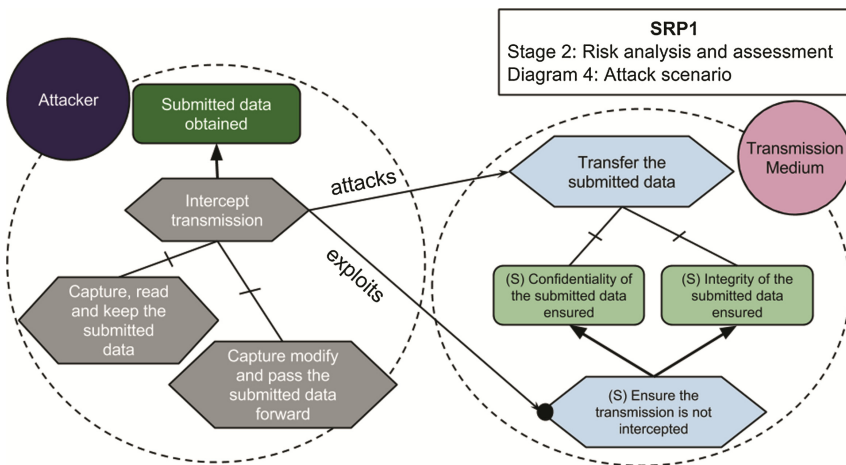 SRP1
Stage 2: Risk analysis and assessment
Diagram 4: Attack scenario
Attacker
Submitted data
obtained
Intercept
transmission
Capture, read
and keep the
submitted
data
Capture modify
and pass the
submitted data
forward
attacks
exploits
Transmission
Medium
Transfer the
submitted data
(S) Confidentiality of
the submitted data
ensured
(S) Integrity of the
submitted data
ensured
(S) Ensure the
transmission is not
intercepted